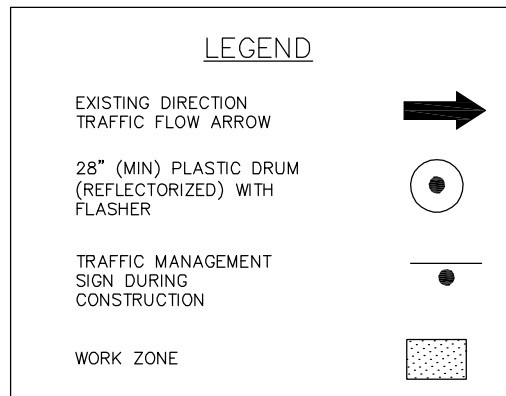 LEGEND
EXISTING DIRECTION
TRAFFIC FLOW ARROW
28" (MIN) PLASTIC DRUM
(REFLECTORIZED) WITH
FLASHER
TRAFFIC MANAGEMENT
SIGN DURING
CONSTRUCTION
WORK ZONE